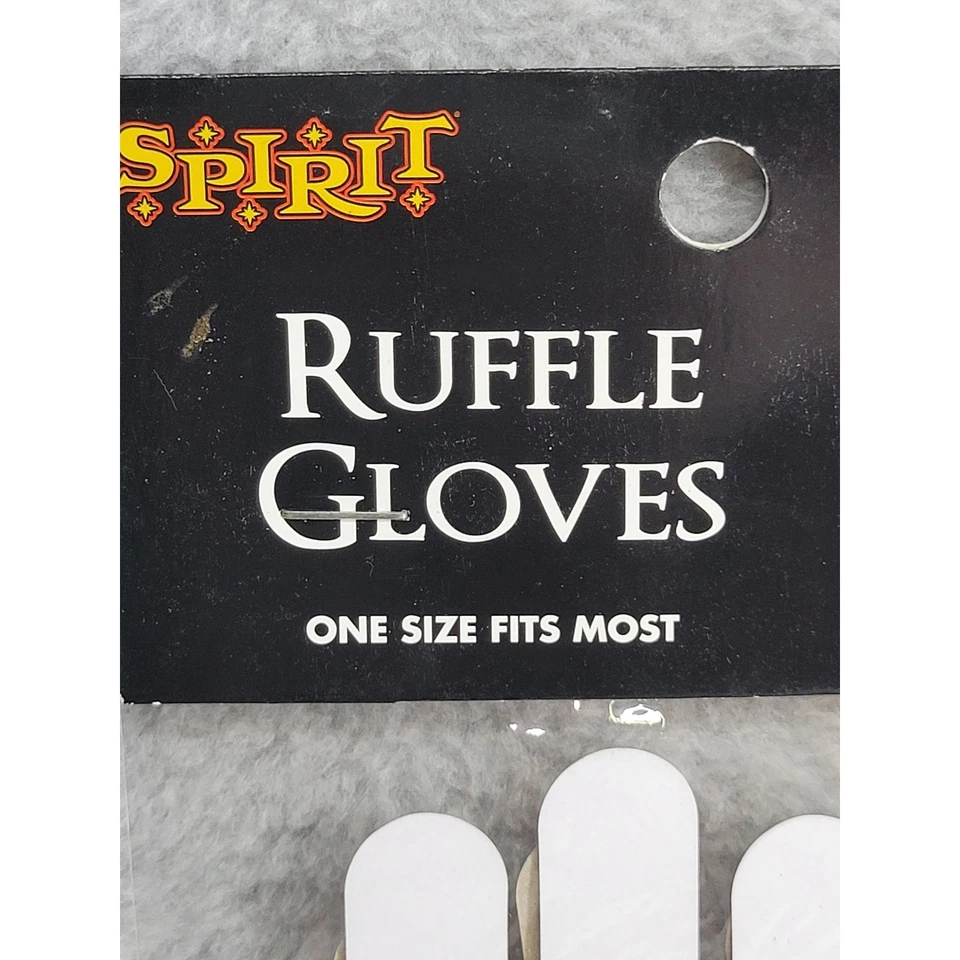 SPIRIT
RUFFLE
GLOVES
ONE SIZE FITS MOST